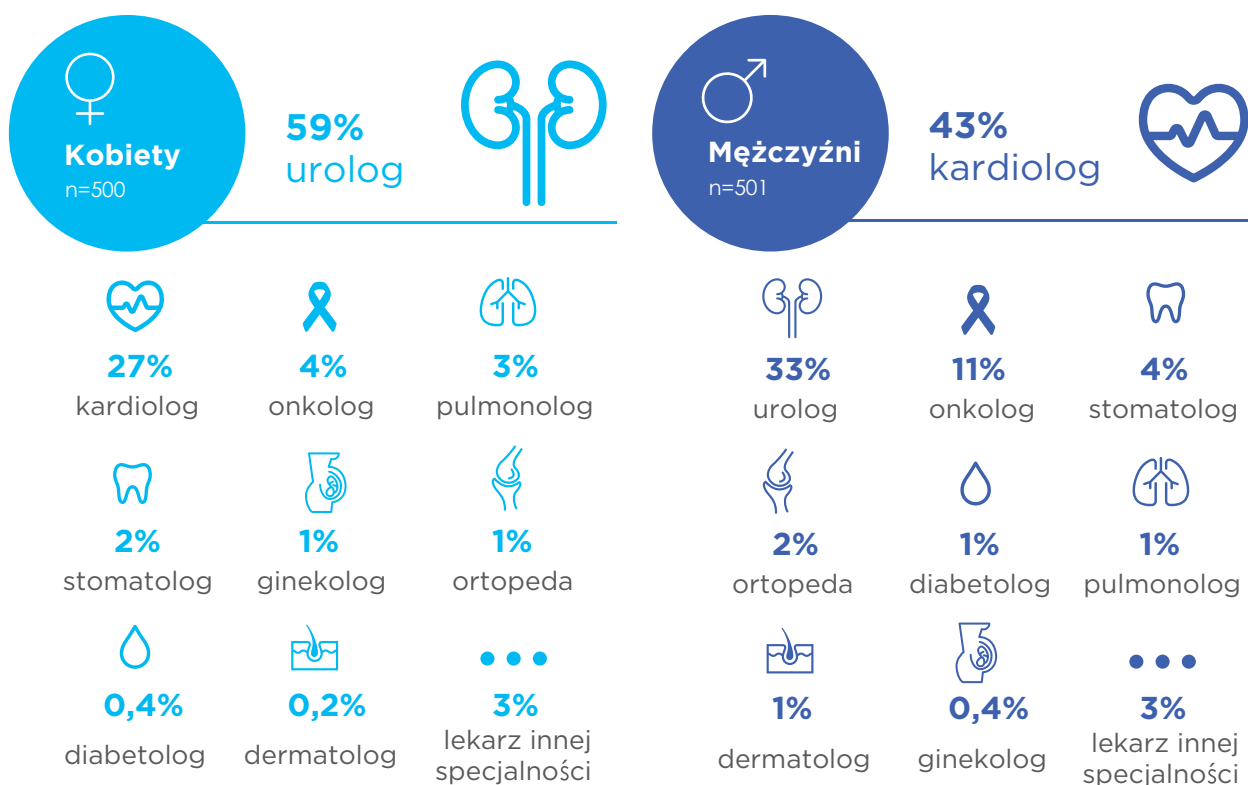 Kobiety
n=500
59%
urolog
27%
kardiolog
4%
onkolog
3%
pulmonolog
2%
stomatolog
1%
ginekolog
1%
ortopeda
0,4%
diabetolog
0,2%
dermatolog
3%
lekarz innej
specjalności
Mężczyźni
n=501
43%
kardiolog
33%
urolog
11%
onkolog
4%
stomatolog
2%
ortopeda
1%
diabetolog
1%
pulmonolog
1%
dermatolog
0,4%
ginekolog
3%
lekarz innej
specjalności